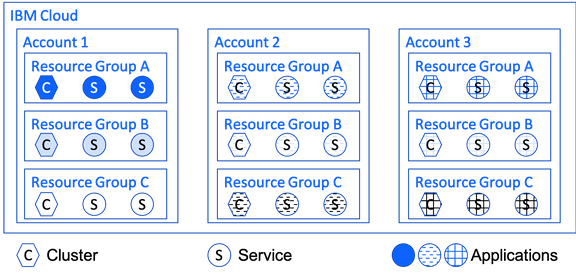 IBM Cloud
Account 1
Resource Group A
C S S
Resource Group B
C S S
Resource Group C
C S S
Account 2
Resource Group A
C S S
Resource Group B
C S S
Resource Group C
C S S
Account 3
Resource Group A
C S S
Resource Group B
C S S
Resource Group C
C S S
C Cluster
S Service
Applications